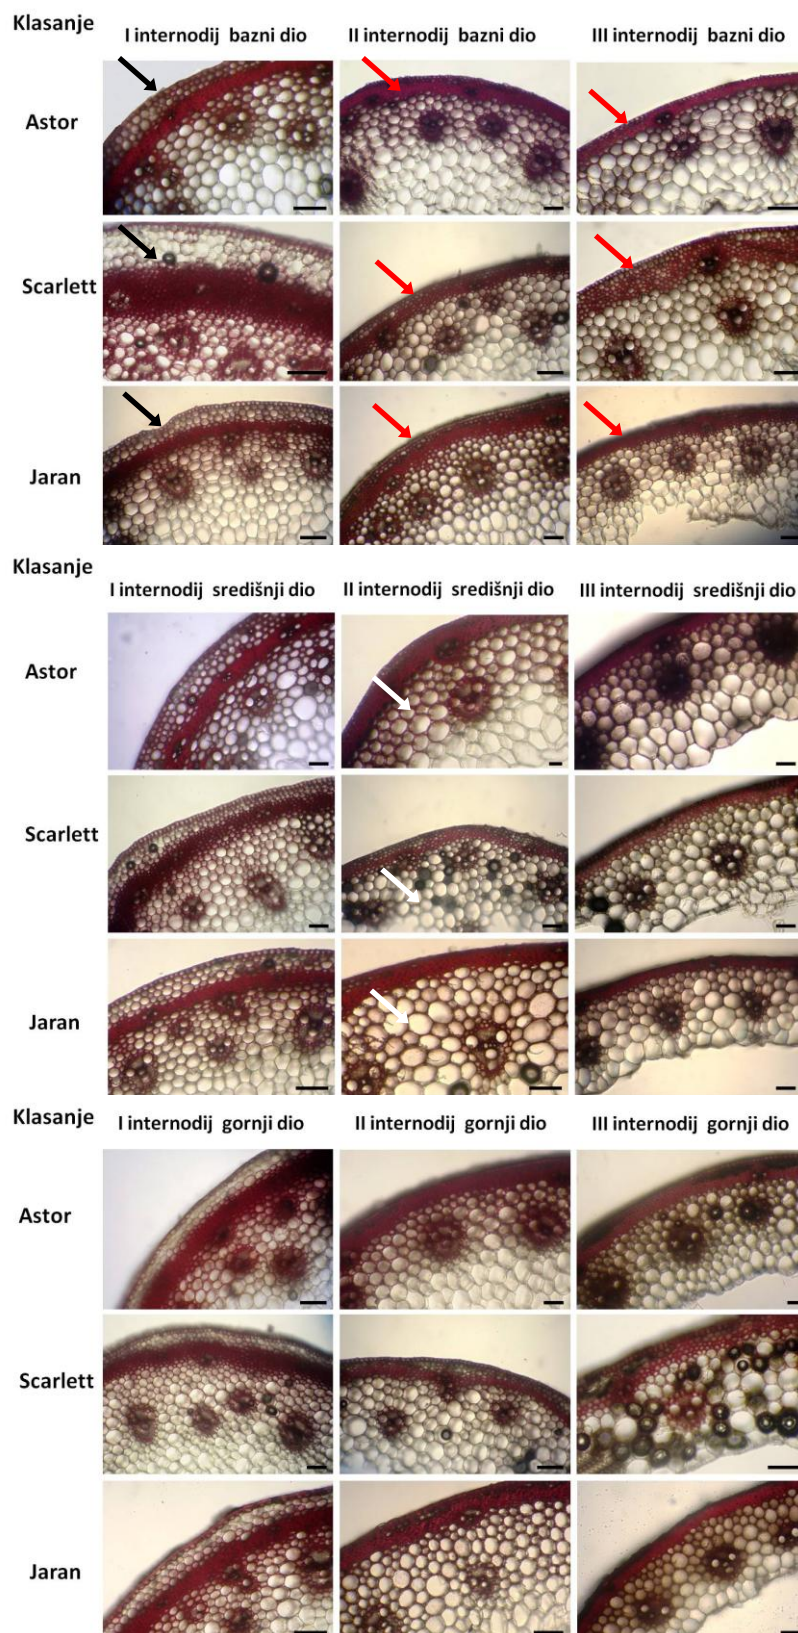 Klasanje
I internodij bazni dio II internodij bazni dio III internodij bazni dio
Astor
Scarlett
Jaran
Klasanje
I internodij središnji dio II internodij središnji dio III internodij središnji dio
Astor
Scarlett
Jaran
Klasanje
I internodij gornji dio II internodij gornji dio III internodij gornji dio
Astor
Scarlett
Jaran